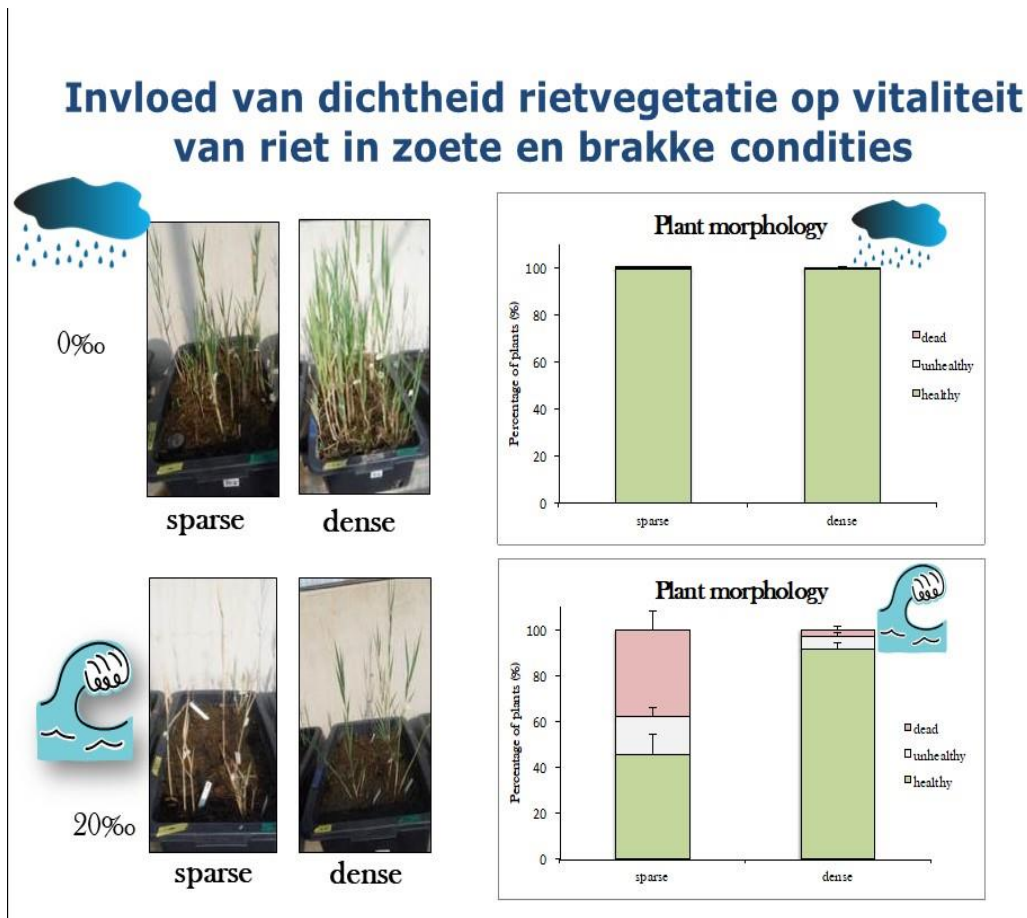 Invloed van dichtheid rietvegetatie op vitaliteit
van riet in zoete en brakke condities
0‰
sparse
dense
Plant morphology
Percentage of plants (%)
100
80
60
40
20
0
sparse
dense
dead
unhealthy
healthy
20‰
sparse
dense
Plant morphology
Percentage of plants (%)
100
80
60
40
20
0
sparse
dense
dead
unhealthy
healthy